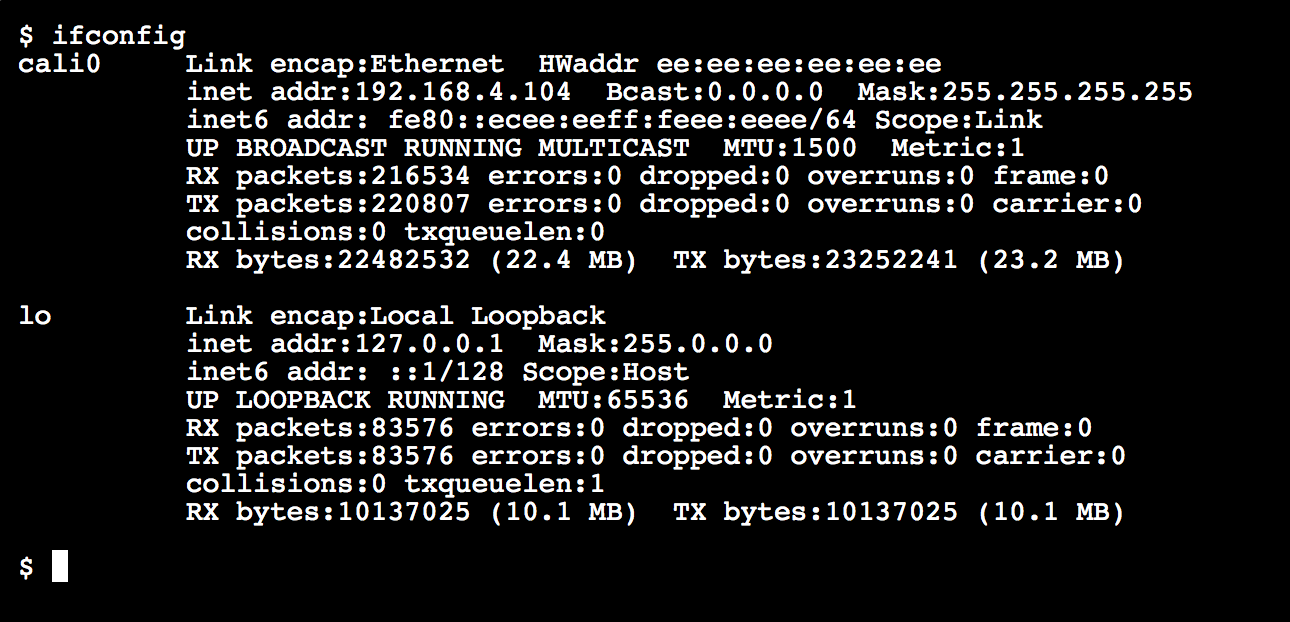 $ ifconfig
cali0     Link encap:Ethernet  HWaddr ee:ee:ee:ee:ee:ee
          inet addr:192.168.4.104  Bcast:0.0.0.0  Mask:255.255.255.255
          inet6 addr: fe80::ecee:eeff:feee:eeee/64 Scope:Link
          UP BROADCAST RUNNING MULTICAST  MTU:1500  Metric:1
          RX packets:216534 errors:0 dropped:0 overruns:0 frame:0
          TX packets:220807 errors:0 dropped:0 overruns:0 carrier:0
          collisions:0 txqueuelen:0
          RX bytes:22482532 (22.4 MB)  TX bytes:23252241 (23.2 MB)

lo        Link encap:Local Loopback
          inet addr:127.0.0.1  Mask:255.0.0.0
          inet6 addr: ::1/128 Scope:Host
          UP LOOPBACK RUNNING  MTU:65536  Metric:1
          RX packets:83576 errors:0 dropped:0 overruns:0 frame:0
          TX packets:83576 errors:0 dropped:0 overruns:0 carrier:0
          collisions:0 txqueuelen:1
          RX bytes:10137025 (10.1 MB)  TX bytes:10137025 (10.1 MB)

$